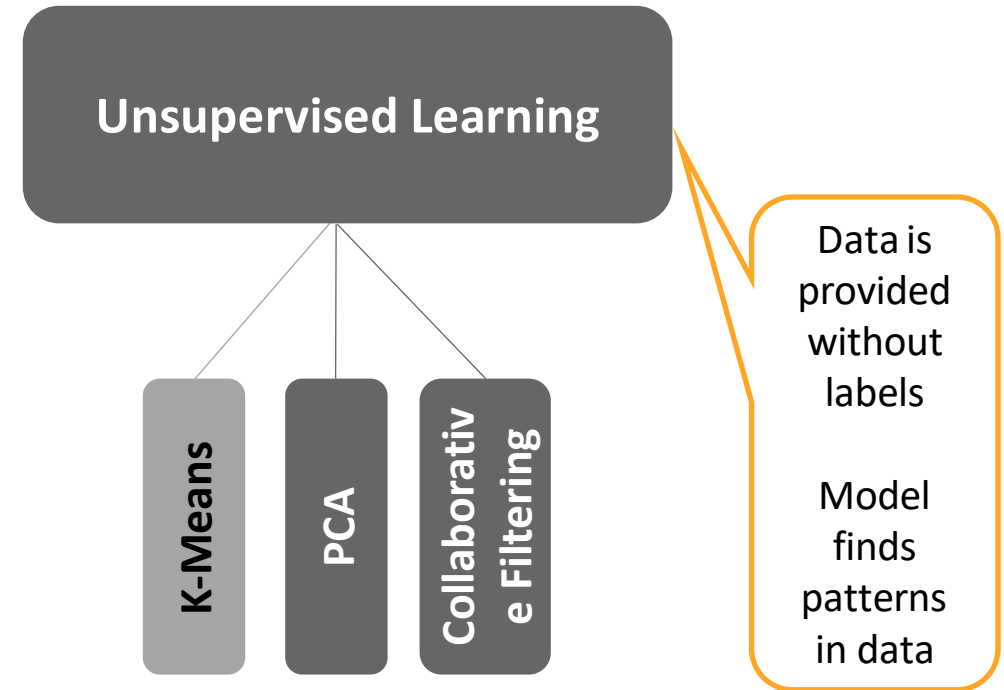 Unsupervised Learning
Data is
provided
without
labels
Model
finds
patterns
in data
K-Means
PCA
Collaborativ
e Filtering